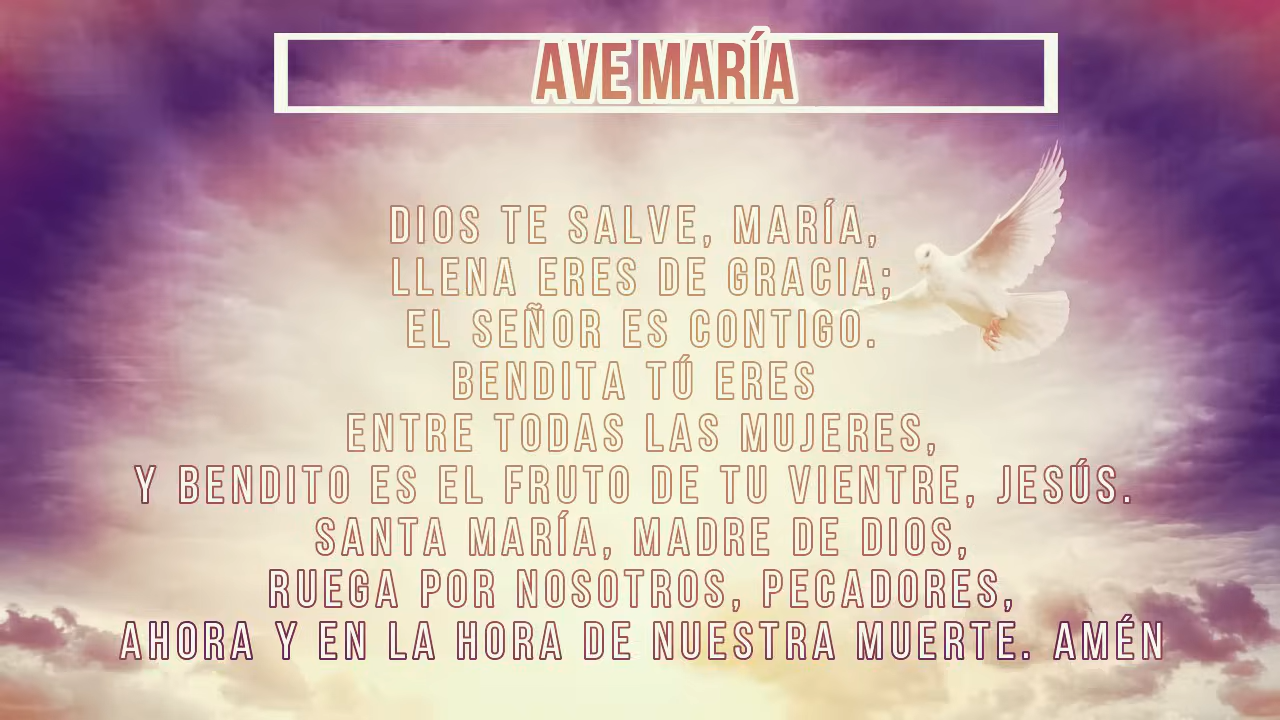 AVE MARÍA
DIOS TE SALVE, MARÍA,
LLENA ERES DE GRACIA;
EL SEÑOR ES CONTIGO.
BENDITA TÚ ERES
ENTRE TODAS LAS MUJERES,
Y BENDITO ES EL FRUTO DE TU VIENTRE, JESÚS.
SANTA MARÍA, MADRE DE DIOS,
RUEGA POR NOSOTROS, PECADORES,
AHORA Y EN LA HORA DE NUESTRA MUERTE. AMÉN